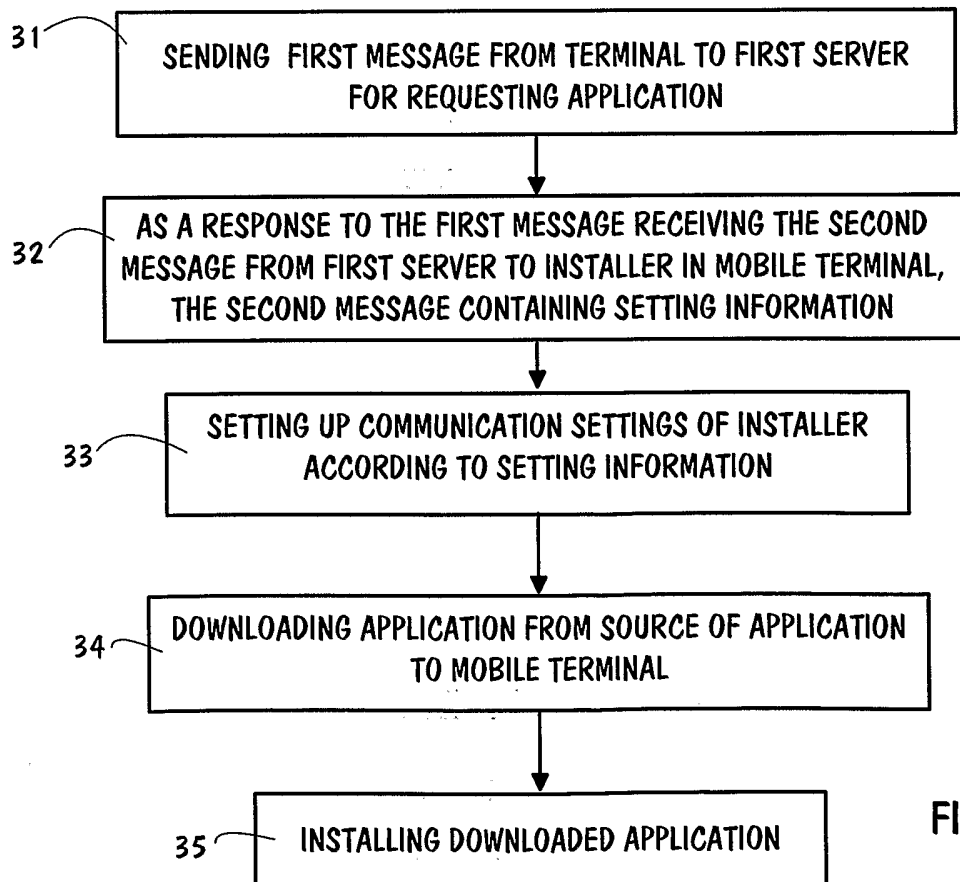 31
SENDING FIRST MESSAGE FROM TERMINAL TO FIRST SERVER
FOR REQUESTING APPLICATION
32
AS A RESPONSE TO THE FIRST MESSAGE RECEIVING THE SECOND
MESSAGE FROM FIRST SERVER TO INSTALLER IN MOBILE TERMINAL,
THE SECOND MESSAGE CONTAINING SETTING INFORMATION
33
SETTING UP COMMUNICATION SETTINGS OF INSTALLER
ACCORDING TO SETTING INFORMATION
34
DOWNLOADING APPLICATION FROM SOURCE OF APPLICATION
TO MOBILE TERMINAL
35
INSTALLING DOWNLOADED APPLICATION
FI